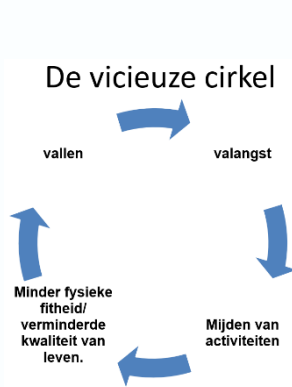 De vicieuze cirkel
vallen
valangst
Mijden van
activiteiten
Minder fysieke
fitheid/
verminderde
kwaliteit van
leven.